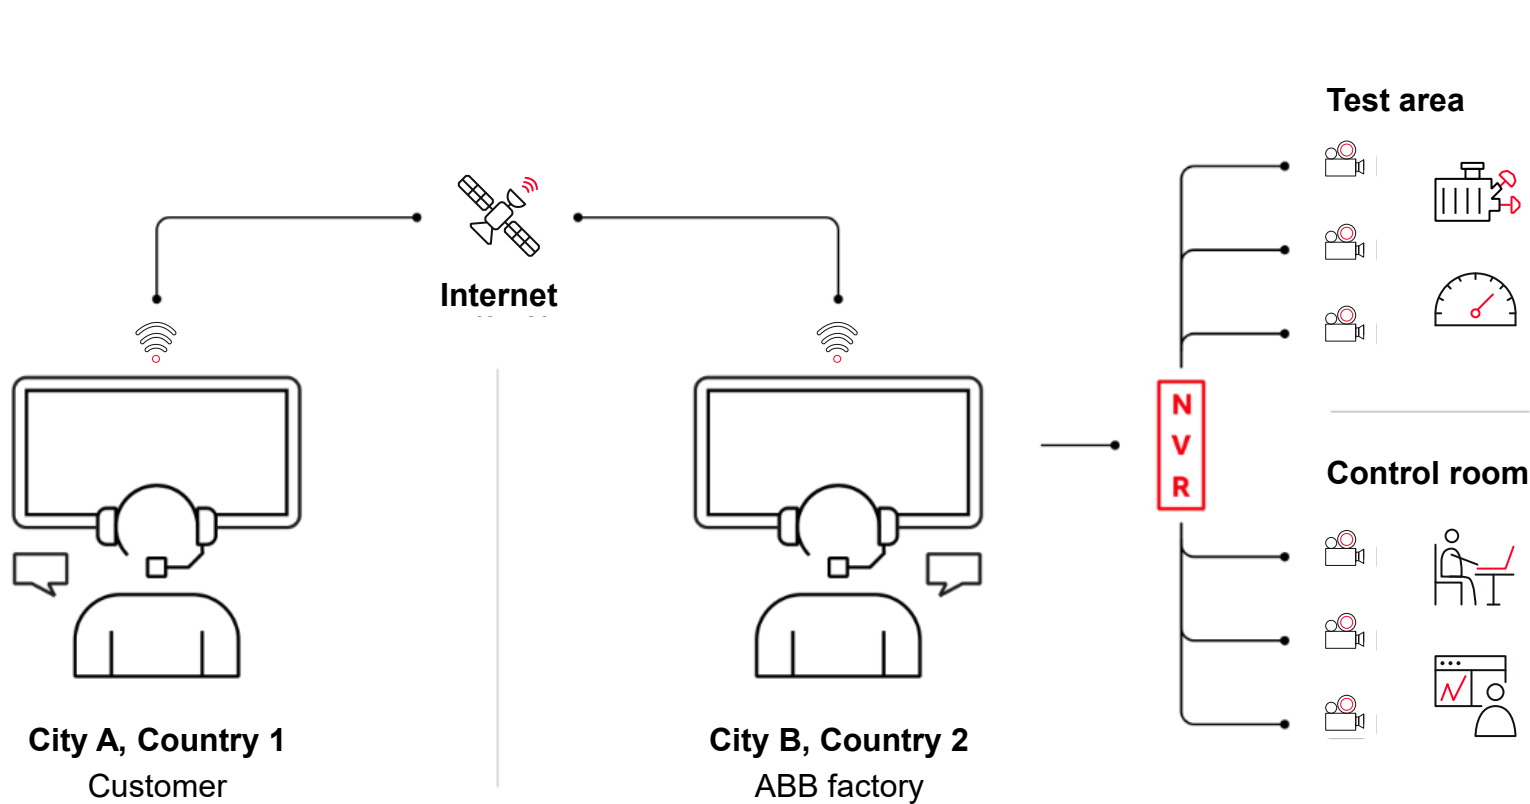 Test area
Internet
N
V
R
Control room
City A, Country 1
Customer
City B, Country 2
ABB factory